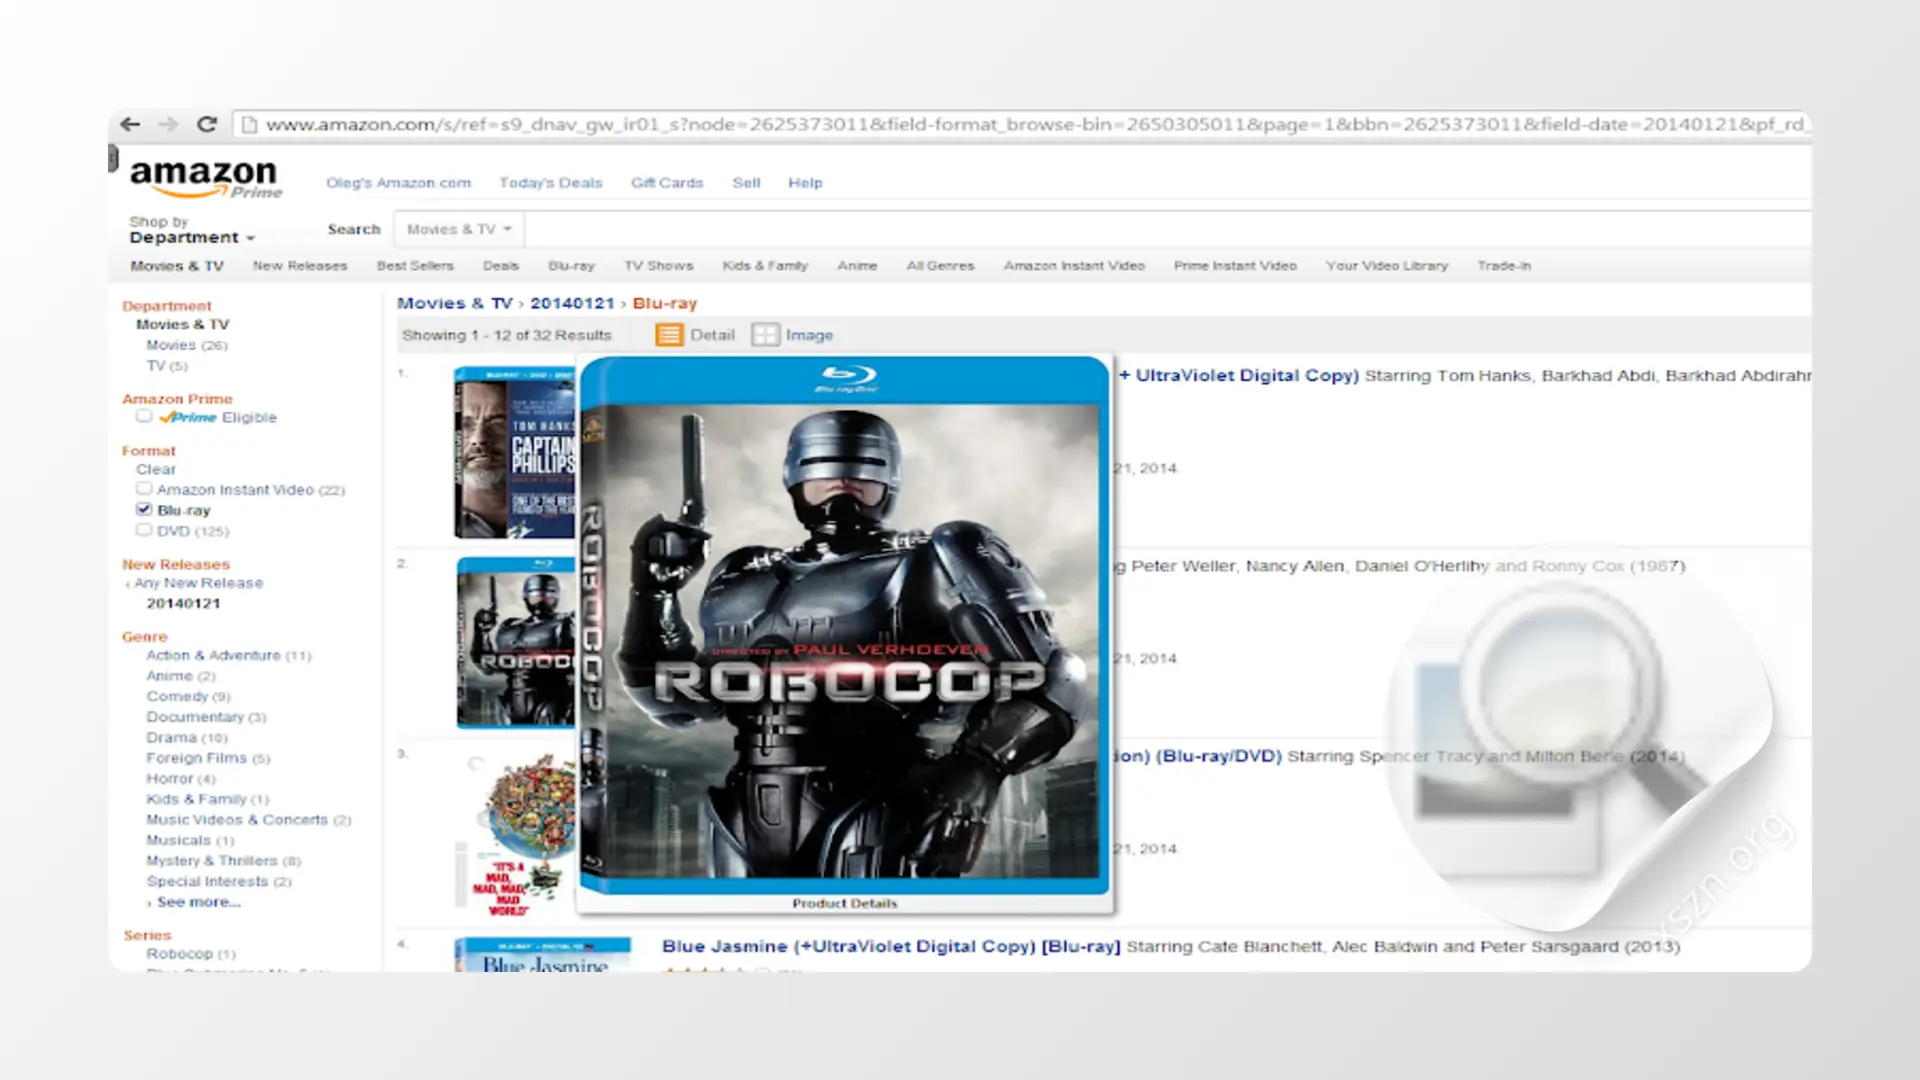 www.amazon.com/s/ref=s9_dnav_gw_ir01_s?node=2625373011&field-format_browse-bin=2650305011&page=1&bbn=2625373011&field-date=20140121&pf_rd_
amazon
Prime
Oleg's Amazon.com Today's Deals Gift Cards Sell Help
Shop by
Department
Search Movies & TV
Movies & TV New Releases Best Sellers Deals Blu-ray TV Shows Kids & Family Anime All Genres Amazon Instant Video Prime Instant Video Your Video Library Trade-In
Department
Movies & TV
Movies (26)
TV (5)
Amazon Prime
Prime Eligible
Format
Clear
Amazon Instant Video (22)
Blu-ray
DVD (125)
New Releases
‹ Any New Release
20140121
Genre
Action & Adventure (11)
Anime (2)
Comedy (9)
Documentary (3)
Drama (10)
Foreign Films (5)
Horror (4)
Kids & Family (1)
Music Videos & Concerts (2)
Musicals (1)
Mystery & Thrillers (8)
Special Interests (2)
› See more...
Series
Robocop (1)
Movies & TV › 20140121 › Blu-ray
Showing 1 - 12 of 32 Results Detail Image
1.
TOM HANKS
CAPTAIN
PHILLIPS
+ UltraViolet Digital Copy) Starring Tom Hanks, Barkhad Abdi, Barkhad Abdirahm
21, 2014
2.
ROBOCOP
g Peter Weller, Nancy Allen, Daniel O'Herlihy and Ronny Cox (1987)
21, 2014
Blu-ray Disc
MGM
ROBOCOP
DIRECTED BY PAUL VERHOEVEN
ROBOCOP
Product Details
3.
"IT'S A
MAD,
MAD, MAD,
MAD
WORLD"
ion) (Blu-ray/DVD) Starring Spencer Tracy and Milton Berle (2014)
21, 2014
4.
Blue Jasmine
Blue Jasmine (+UltraViolet Digital Copy) [Blu-ray] Starring Cate Blanchett, Alec Baldwin and Peter Sarsgaard (2013)
xszn.org